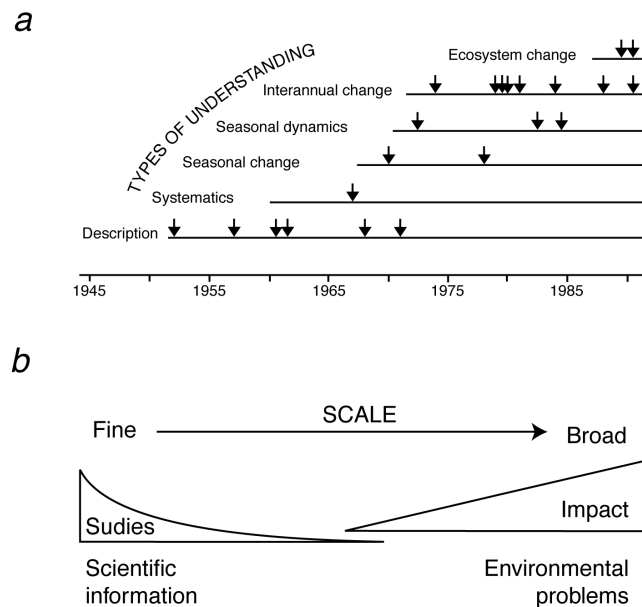 a
TYPES OF UNDERSTANDING
Ecosystem change
Interannual change
Seasonal dynamics
Seasonal change
Systematics
Description
1945 1955 1965 1975 1985
b
SCALE
Fine Broad
Sudies Impact
Scientific Environmental
information problems